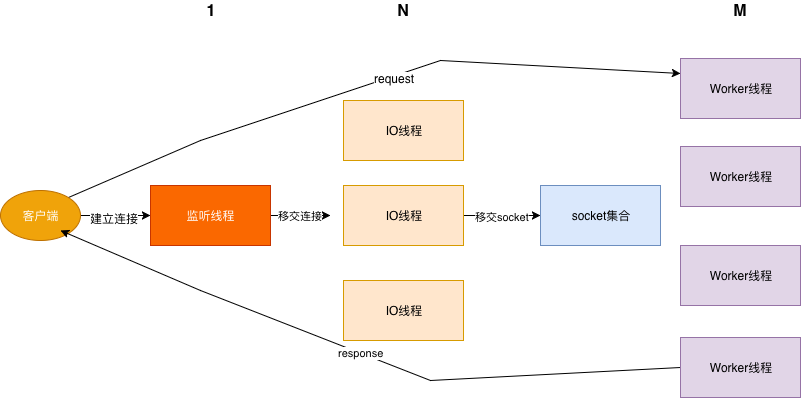 1
N
M
request
Worker线程
IO线程
Worker线程
客户端
建立连接
监听线程
移交连接
IO线程
移交socket
socket集合
Worker线程
IO线程
response
Worker线程